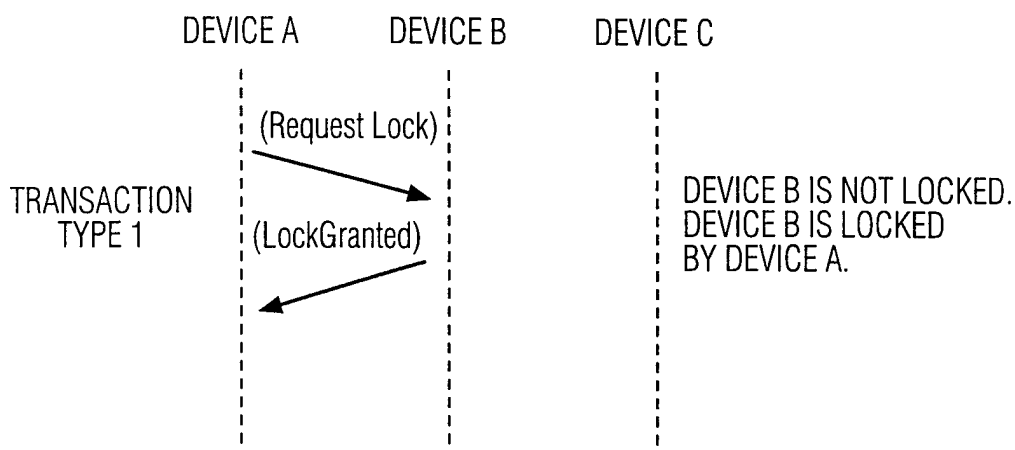 DEVICE A DEVICE B DEVICE C
(Request Lock)
TRANSACTION
TYPE 1
(LockGranted)
DEVICE B IS NOT LOCKED.
DEVICE B IS LOCKED
BY DEVICE A.